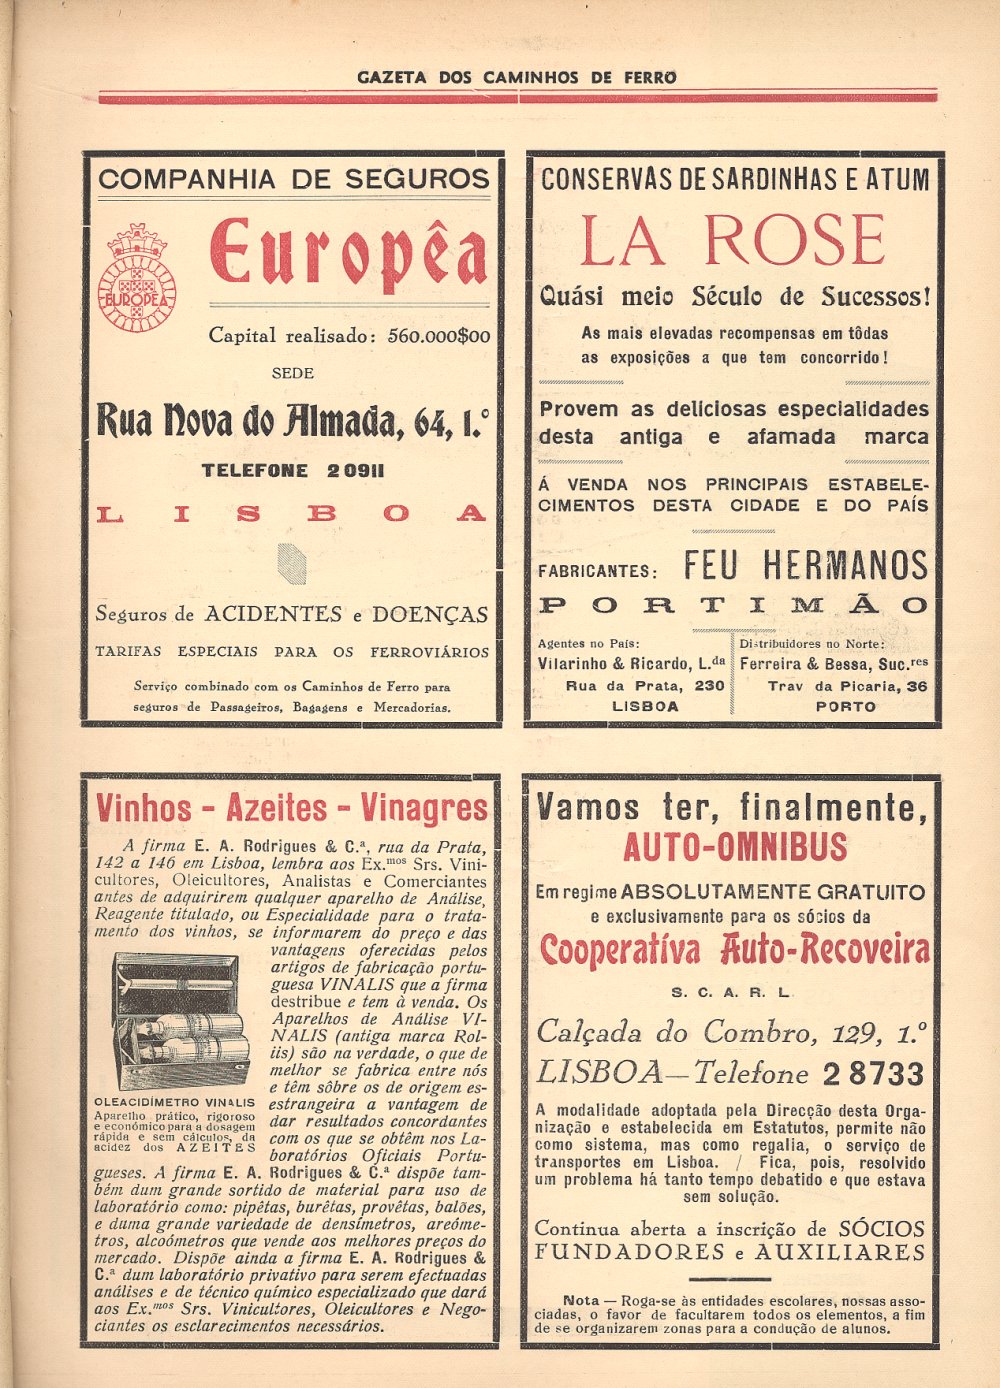 GAZETA DOS CAMINHOS DE FERRO
COMPANHIA DE SEGUROS
EUROPÊA
Européa
Capital realisado: 560.000$00
SEDE
Rua Nova do Almada, 64, 1.º
TELEFONE 2 0911
LISBOA
Seguros de ACIDENTES e DOENÇAS
TARIFAS ESPECIAIS PARA OS FERROVIÁRIOS
Serviço combinado com os Caminhos de Ferro para
seguros de Passageiros, Bagagens e Mercadorias.
CONSERVAS DE SARDINHAS E ATUM
LA ROSE
Quási meio Século de Sucessos!
As mais elevadas recompensas em tôdas
as exposições a que tem concorrido!
Provem as deliciosas especialidades
desta antiga e afamada marca
Á VENDA NOS PRINCIPAIS ESTABELE-
CIMENTOS DESTA CIDADE E DO PAÍS
FABRICANTES: FEU HERMANOS
PORTIMÃO
Agentes no País:
Vilarinho & Ricardo, L.da
Rua da Prata, 230
LISBOA
Distribuidores no Norte:
Ferreira & Bessa, Suc.res
Trav da Picaria, 36
PORTO
Vinhos - Azeites - Vinagres
A firma E. A. Rodrigues & C.ª, rua da Prata,
142 a 146 em Lisboa, lembra aos Ex.mos Srs. Vini-
cultores, Oleicultores, Analistas e Comerciantes
antes de adquirirem qualquer aparelho de Análise,
Reagente titulado, ou Especialidade para o trata-
mento dos vinhos, se informarem do preço e das
vantagens oferecidas pelos
artigos de fabricação portu-
guesa VINALIS que a firma
destribue e tem à venda. Os
Aparelhos de Análise VI-
NALIS (antiga marca Rol-
iis) são na verdade, o que de
melhor se fabrica entre nós
e têm sôbre os de origem es-
estrangeira a vantagem de
dar resultados concordantes
com os que se obtêm nos La-
boratórios Oficiais Portu-
OLEACIDÍMETRO VINALIS
Aparelho prático, rigoroso
e económico para a dosagem
rápida e sem cálculos, da
acidez dos AZEITES
gueses. A firma E. A. Rodrigues & C.ª dispõe tam-
bém dum grande sortido de material para uso de
laboratório como: pipêtas, burêtas, provêtas, balões,
e duma grande variedade de densímetros, areóme-
tros, alcoómetros que vende aos melhores preços do
mercado. Dispõe ainda a firma E. A. Rodrigues &
C.ª dum laboratório privativo para serem efectuadas
análises e de técnico químico especializado que dará
aos Ex.mos Srs. Vinicultores, Oleicultores e Nego-
ciantes os esclarecimentos necessários.
Vamos ter, finalmente,
AUTO-OMNIBUS
Em regime ABSOLUTAMENTE GRATUITO
e exclusivamente para os sócios da
Cooperativa Auto-Recoveira
S. C. A. R. L.
Calçada do Combro, 129, 1.º
LISBOA—Telefone 2 8733
A modalidade adoptada pela Direcção desta Orga-
nização e estabelecida em Estatutos, permite não
como sistema, mas como regalia, o serviço de
transportes em Lisboa. / Fica, pois, resolvido
um problema há tanto tempo debatido e que estava
sem solução.
Continua aberta a inscrição de SÓCIOS
FUNDADORES e AUXILIARES
Nota — Roga-se às entidades escolares, nossas asso-
ciadas, o favor de facultarem todos os elementos, a fim
de se organizarem zonas para a condução de alunos.